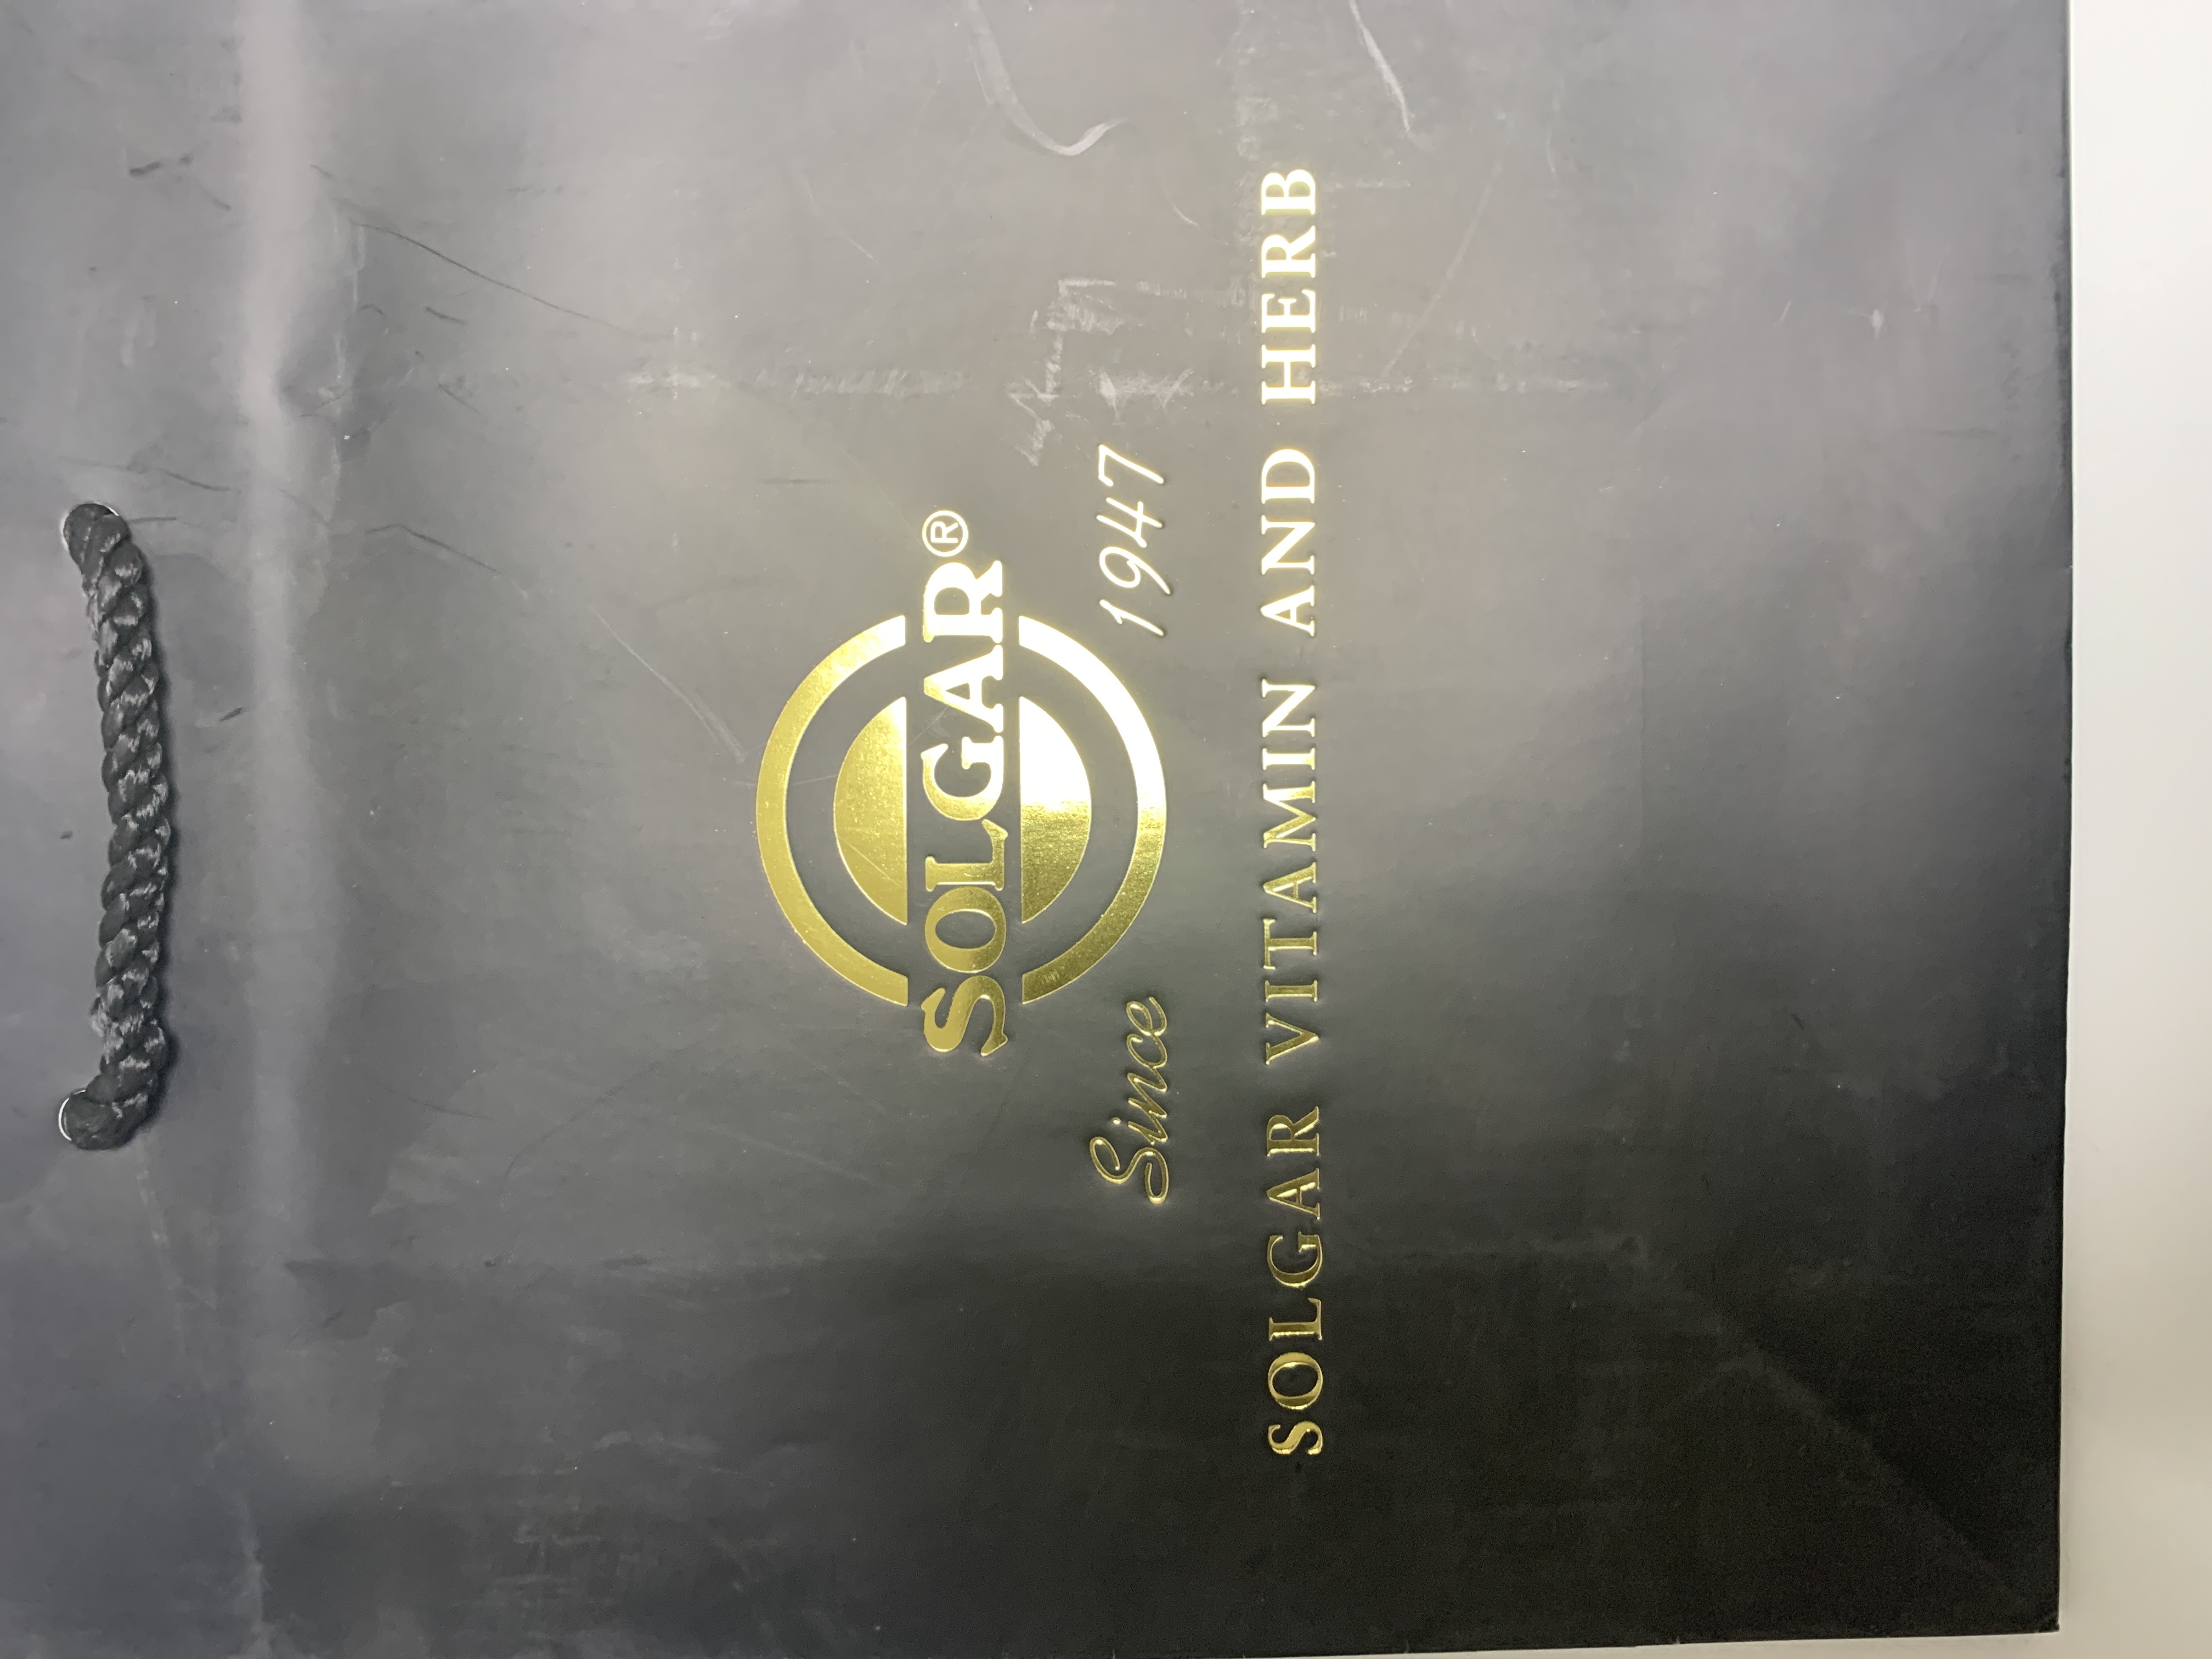 SOLGAR®
Since 1947
SOLGAR VITAMIN AND HERB